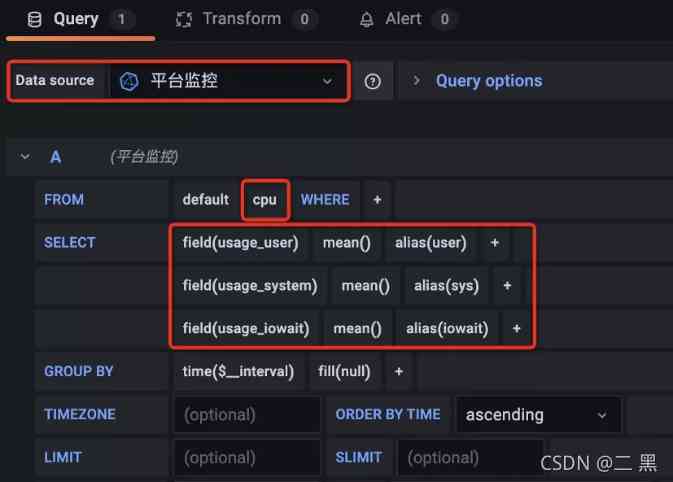 Query 1 Transform 0 Alert 0
Data source 平台监控 Query options
A (平台监控)
FROM default cpu WHERE +
SELECT field(usage_user) mean() alias(user) +
field(usage_system) mean() alias(sys) +
field(usage_iowait) mean() alias(iowait) +
GROUP BY time($__interval) fill(null) +
TIMEZONE (optional) ORDER BY TIME ascending
LIMIT (optional) SLIMIT (optional)
CSDN @二 黑